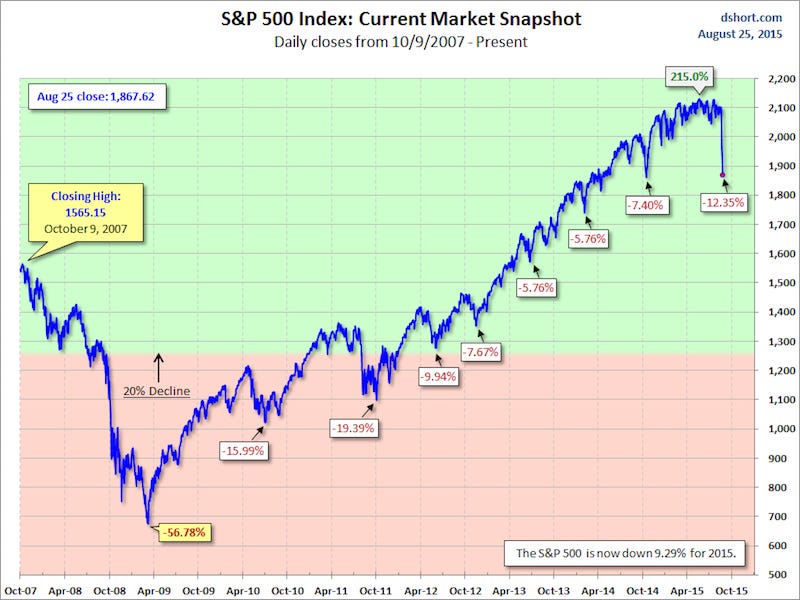 S&P 500 Index: Current Market Snapshot
Daily closes from 10/9/2007 - Present
dshort.com
August 25, 2015
215.0%
Aug 25 close: 1,867.62
Closing High:
1565.15
October 9, 2007
20% Decline
-56.78%
-15.99%
-19.39%
-9.94%
-7.67%
-5.76%
-5.76%
-7.40%
-12.35%
The S&P 500 is now down 9.29% for 2015.
2,200
2,100
2,000
1,900
1,800
1,700
1,600
1,500
1,400
1,300
1,200
1,100
1,000
900
800
700
600
500
Oct-07 Apr-08 Oct-08 Apr-09 Oct-09 Apr-10 Oct-10 Apr-11 Oct-11 Apr-12 Oct-12 Apr-13 Oct-13 Apr-14 Oct-14 Apr-15 Oct-15